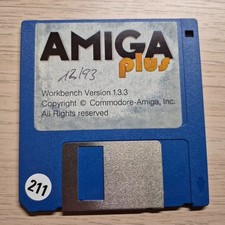 AMIGA
plus
12/93
Workbench Version 1.3.3
Copyright © Commodore-Amiga, Inc.
All Rights reserved
211